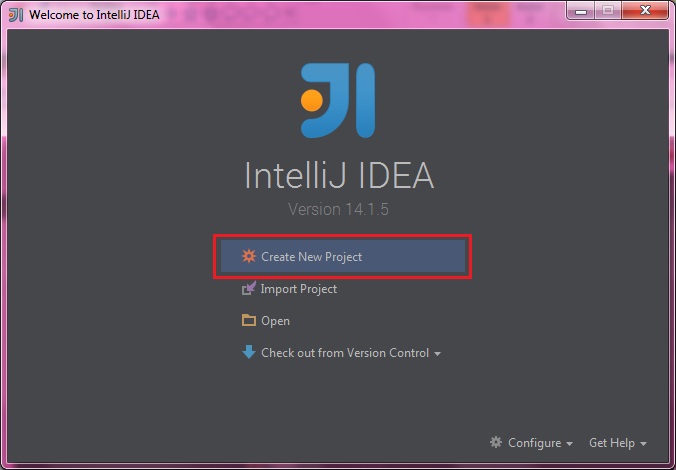 Welcome to IntelliJ IDEA
IntelliJ IDEA
Version 14.1.5
Create New Project
Import Project
Open
Check out from Version Control
Configure
Get Help